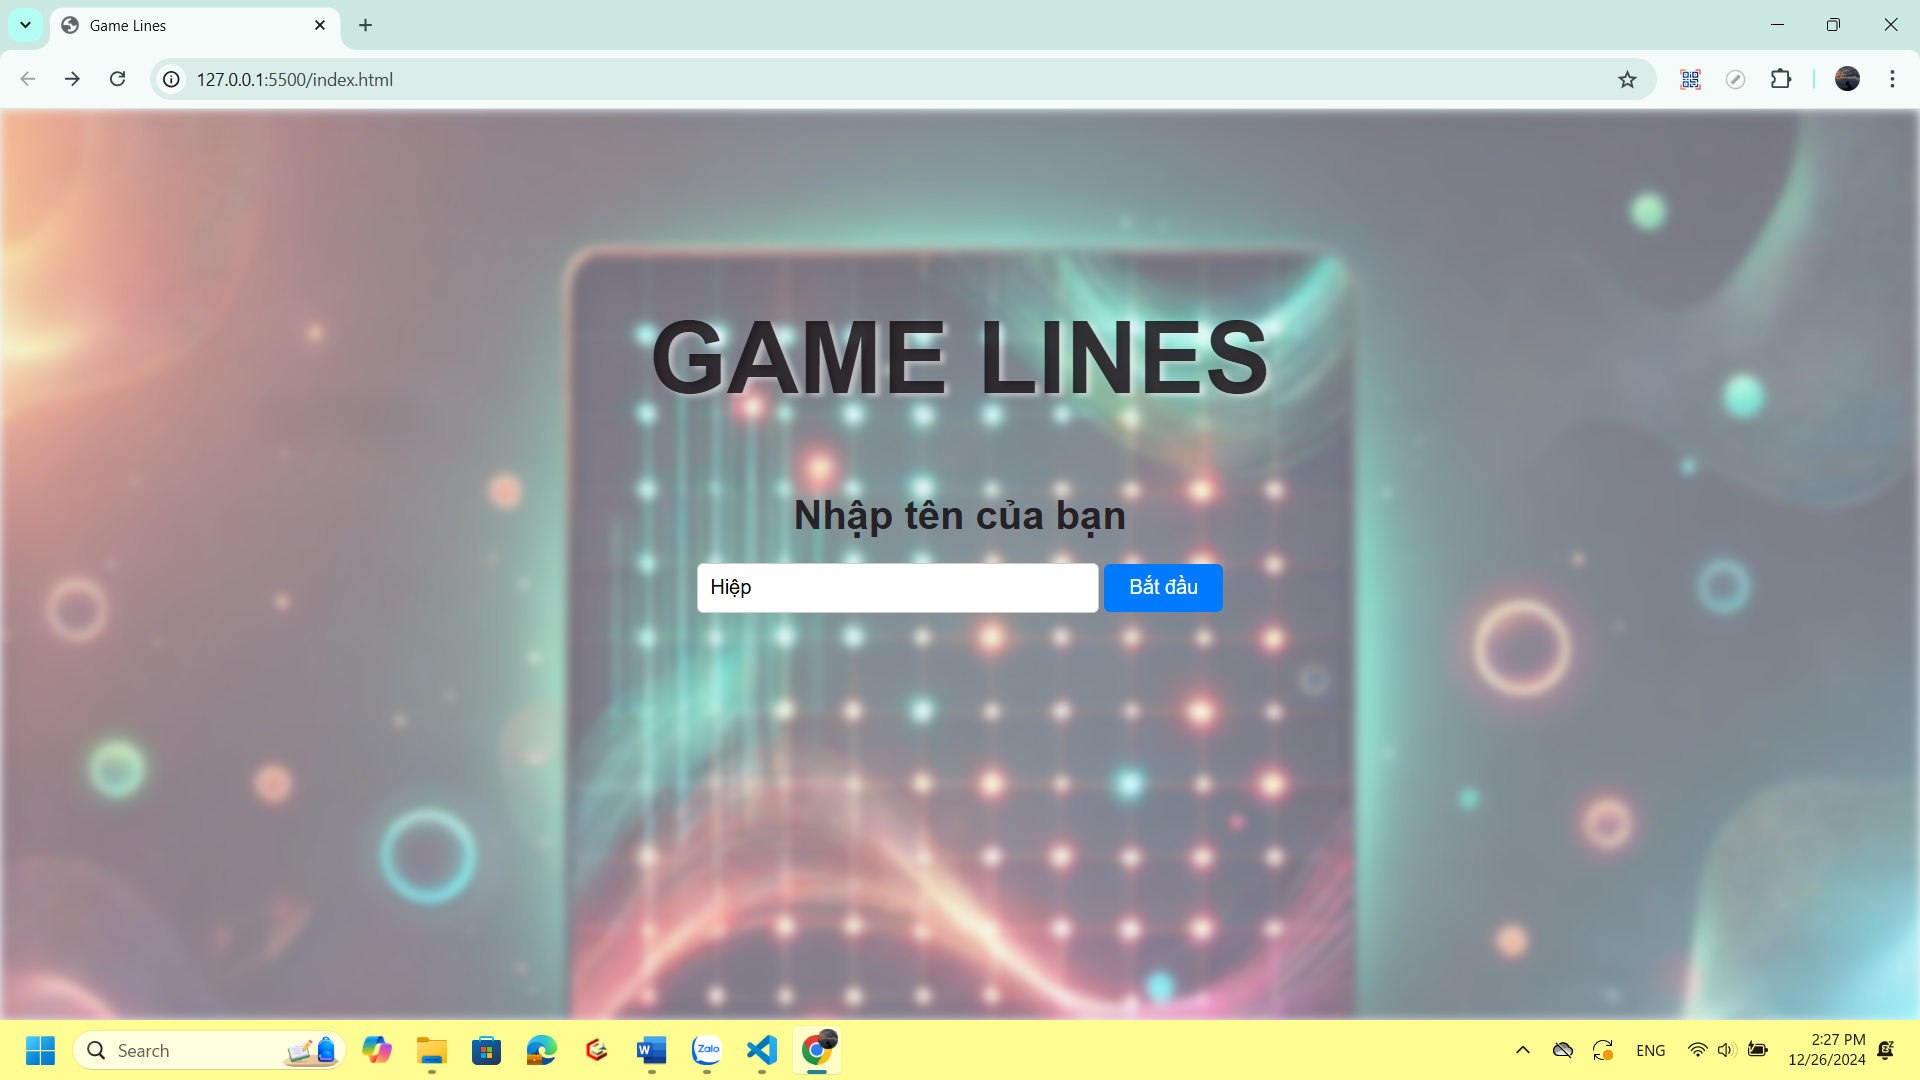 Game Lines
127.0.0.1:5500/index.html
GAME LINES
Nhập tên của bạn
Hiệp
Bắt đầu
Search
Zalo
W
ENG
2:27 PM
12/26/2024